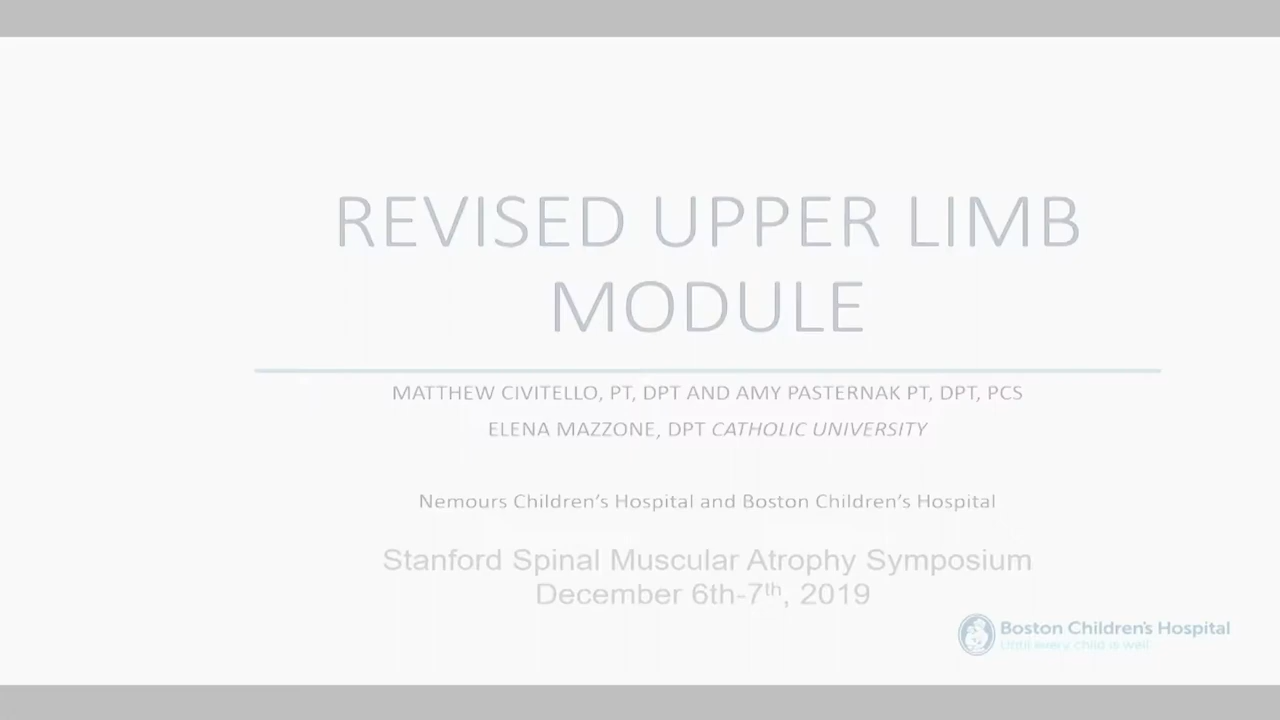 REVISED UPPER LIMB
MODULE
MATTHEW CIVITELLO, PT, DPT AND AMY PASTERNAK PT, DPT, PCS
ELENA MAZZONE, DPT CATHOLIC UNIVERSITY
Nemours Children’s Hospital and Boston Children’s Hospital
Stanford Spinal Muscular Atrophy Symposium
December 6th-7th, 2019
Boston Children's Hospital
Until every child is well